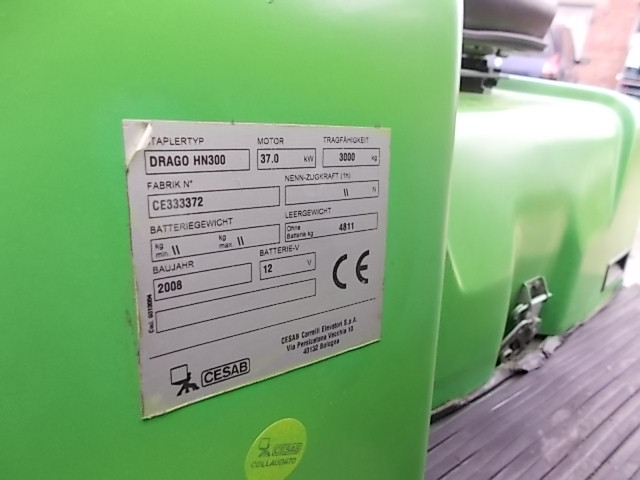 TAPLERTYP MOTOR TRAGFÄHIGKEIT
DRAGO HN300 37.0 kW 3000 kg
FABRIK N° NENN-ZUGKRAFT (1h)
CE333372 \\ N
BATTERIEGEWICHT LEERGEWICHT
kg min. \\ kg max. \\ Ohne Batterie kg 4811
BAUJAHR BATTERIE-V
2008 12 V
CE
CESAB Carrelli Elevatori S.p.A.
Via Persicetana Vecchia 10
40132 Bologna
CESAB
CESAB
COLLAUDATO